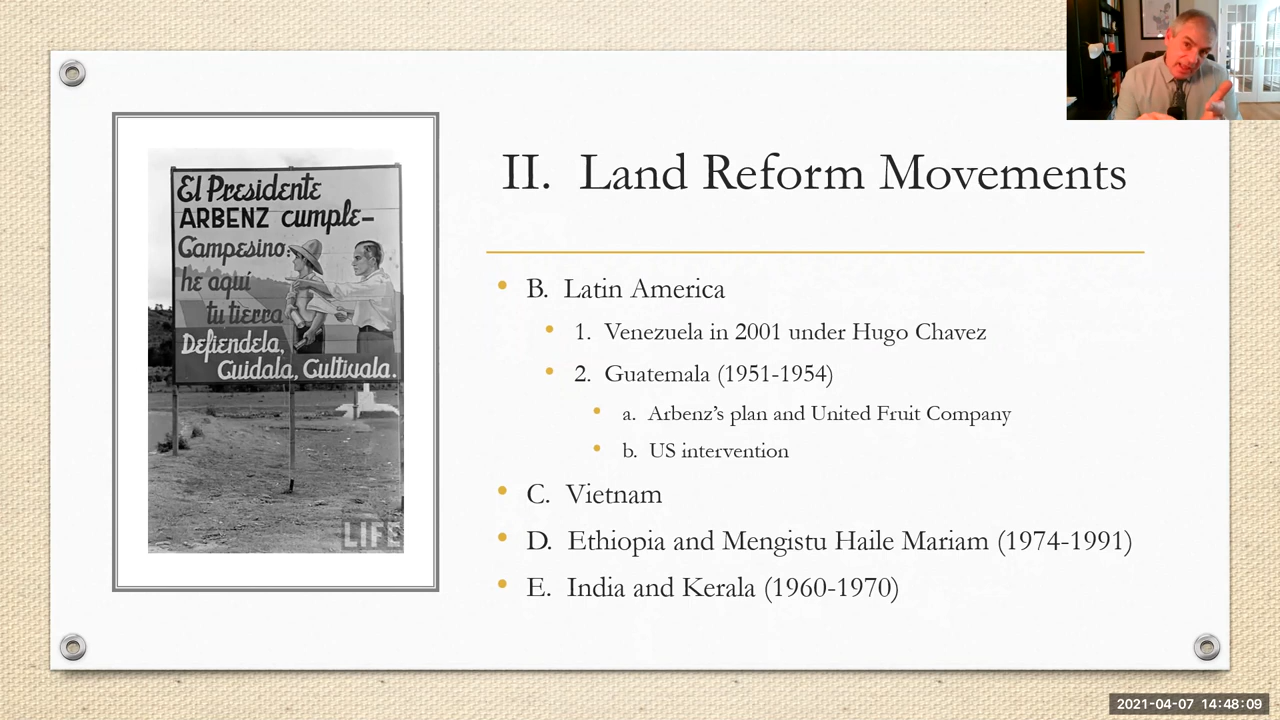 El Presidente
ARBENZ cumple-
Campesino:
he aquí
tu tierra
Defiendela,
Cuidala, Cultivala.
LIFE
II. Land Reform Movements
B. Latin America
1. Venezuela in 2001 under Hugo Chavez
2. Guatemala (1951-1954)
a. Arbenz’s plan and United Fruit Company
b. US intervention
C. Vietnam
D. Ethiopia and Mengistu Haile Mariam (1974-1991)
E. India and Kerala (1960-1970)
2021-04-07 14:48:09